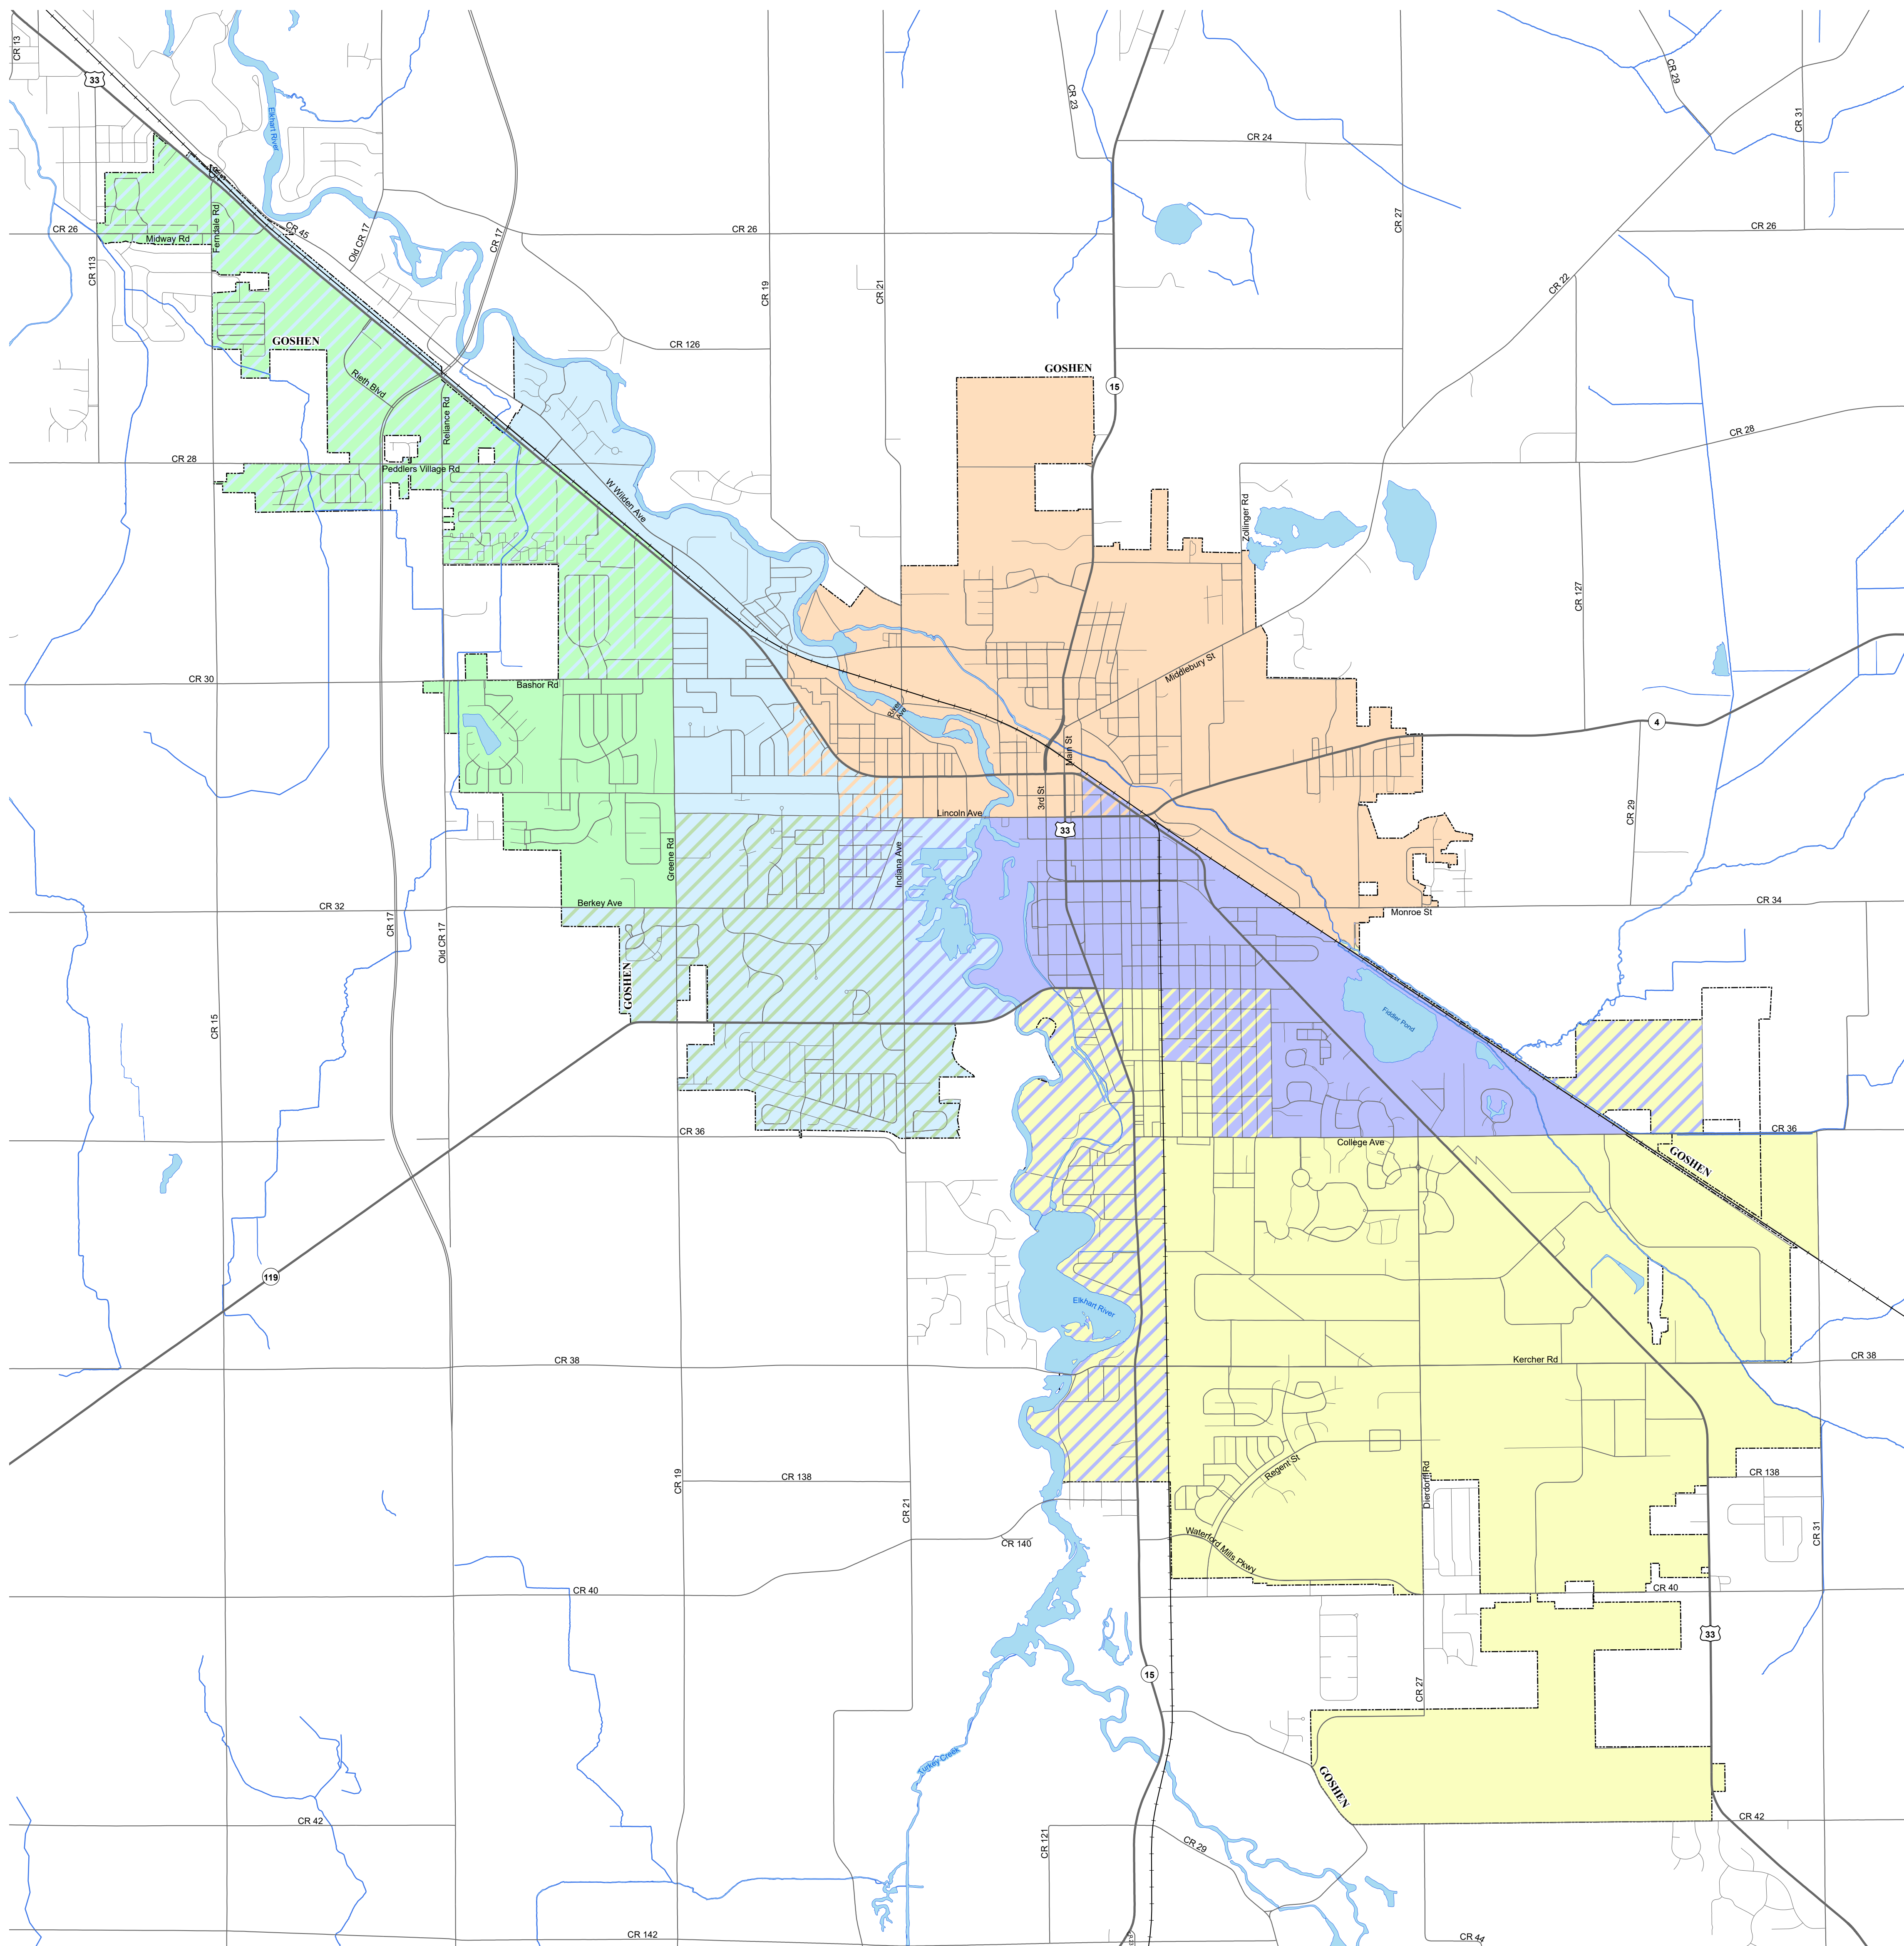 CR 13
33
Elkhart River
CR 23
CR 29
CR 31
CR 24
CR 26
Midway Rd
Ferndale Rd
CR 45
Old CR 17
CR 17
CR 26
CR 27
CR 26
CR 113
CR 19
CR 21
CR 22
GOSHEN
CR 126
GOSHEN
15
Rieth Blvd
Reliance Rd
CR 28
CR 28
Peddlers Village Rd
W Wilden Ave
Zollinger Rd
CR 127
CR 30
Bashor Rd
Middlebury St
River
Ave
Main St
4
3rd St
Lincoln Ave
33
CR 29
Greene Rd
Indiana Ave
CR 32
Berkey Ave
CR 34
Monroe St
CR 17
Old CR 17
GOSHEN
CR 15
Fiddler Pond
CR 36
CR 36
College Ave
GOSHEN
119
Elkhart River
CR 38
Kercher Rd
CR 38
CR 19
CR 138
CR 21
Regent St
Dierdorff Rd
CR 138
CR 31
CR 140
Waterford Mills Pkwy
CR 40
CR 40
33
15
CR 27
Turkey Creek
GOSHEN
CR 42
CR 42
CR 121
CR 29
CR 142
CR 44